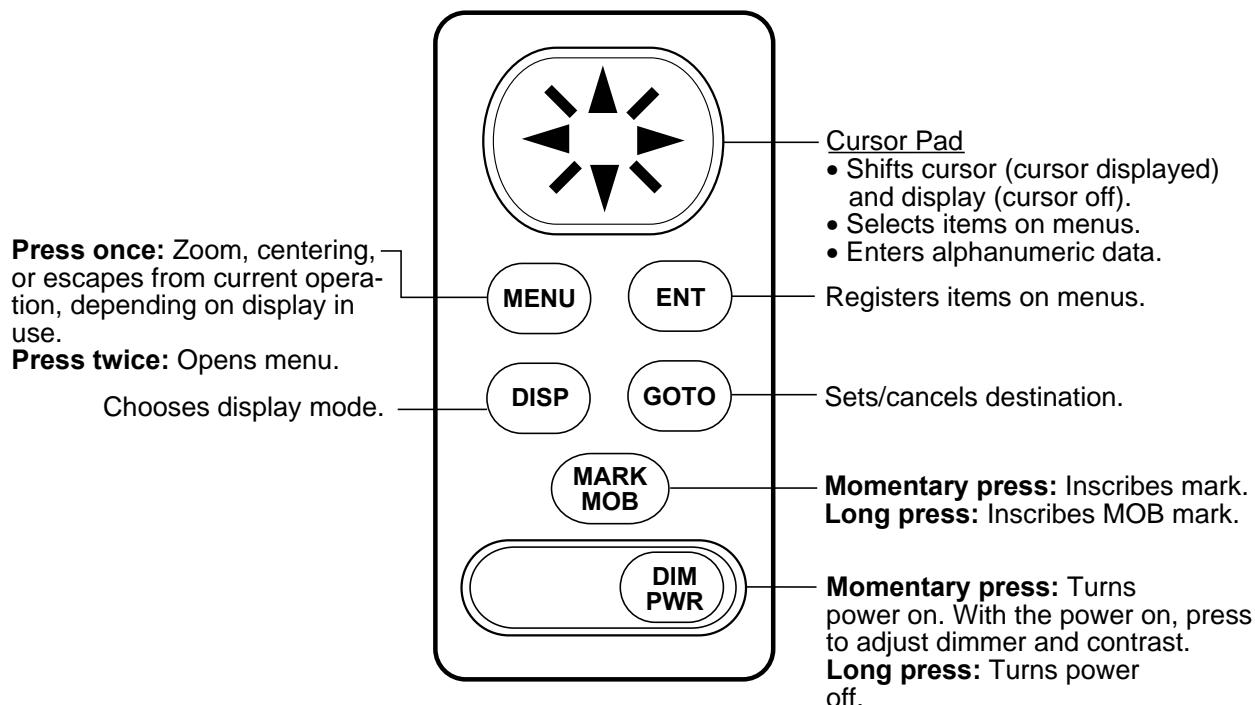 Cursor Pad
• Shifts cursor (cursor displayed)
and display (cursor off).
• Selects items on menus.
• Enters alphanumeric data.
Press once: Zoom, centering,
or escapes from current opera-
tion, depending on display in
use.
Press twice: Opens menu.
MENU
ENT
Registers items on menus.
Chooses display mode.
DISP
GOTO
Sets/cancels destination.
MARK
MOB
Momentary press: Inscribes mark.
Long press: Inscribes MOB mark.
DIM
PWR
Momentary press: Turns
power on. With the power on, press
to adjust dimmer and contrast.
Long press: Turns power
off.